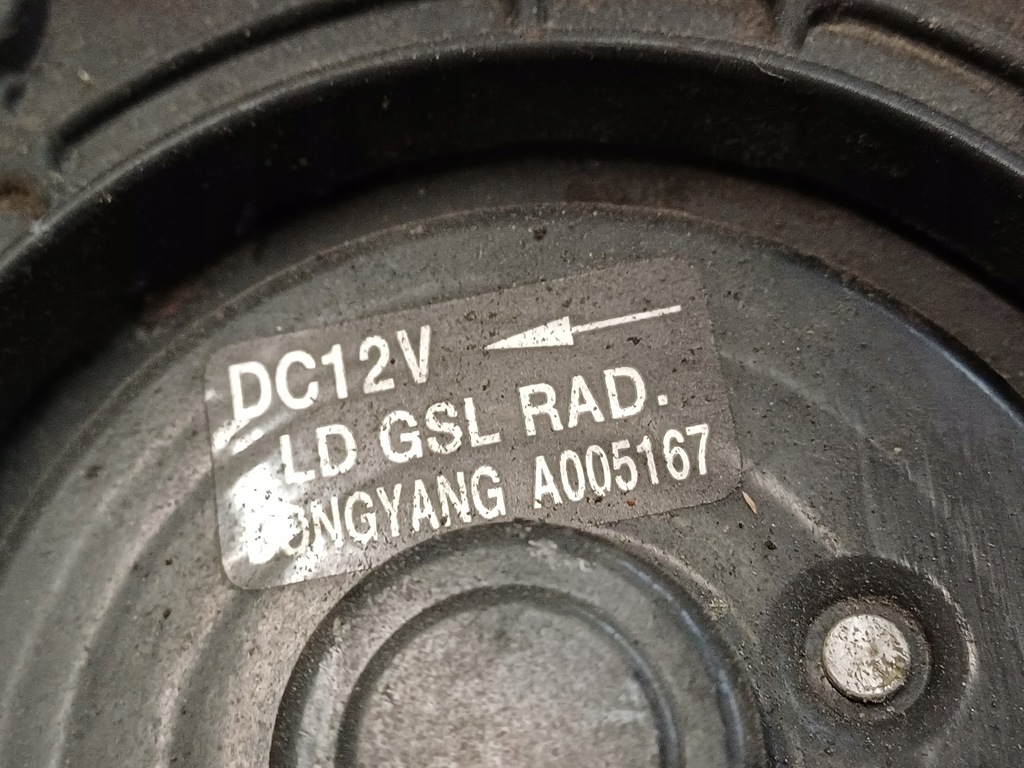 DC12V
LD GSL RAD.
A005167